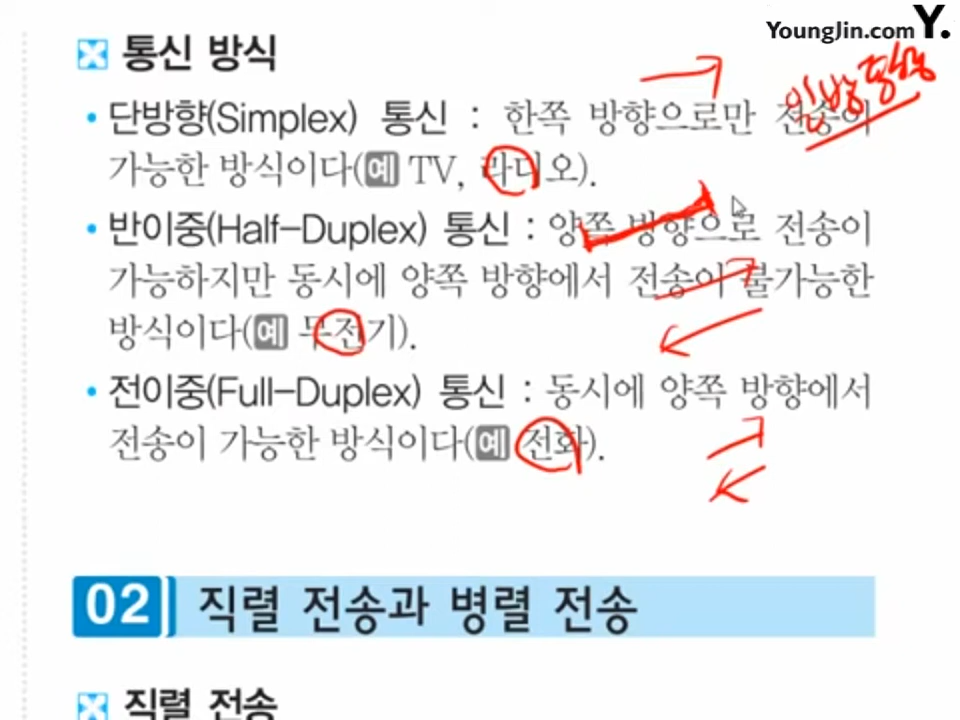 YoungJin.com Y.
통신 방식
• 단방향(Simplex) 통신 : 한쪽 방향으로만 전송이
가능한 방식이다(예 TV, 라디오).
• 반이중(Half-Duplex) 통신 : 양쪽 방향으로 전송이
가능하지만 동시에 양쪽 방향에서 전송이 불가능한
방식이다(예 무전기).
• 전이중(Full-Duplex) 통신 : 동시에 양쪽 방향에서
전송이 가능한 방식이다(예 전화).
02 직렬 전송과 병렬 전송
직렬 전송